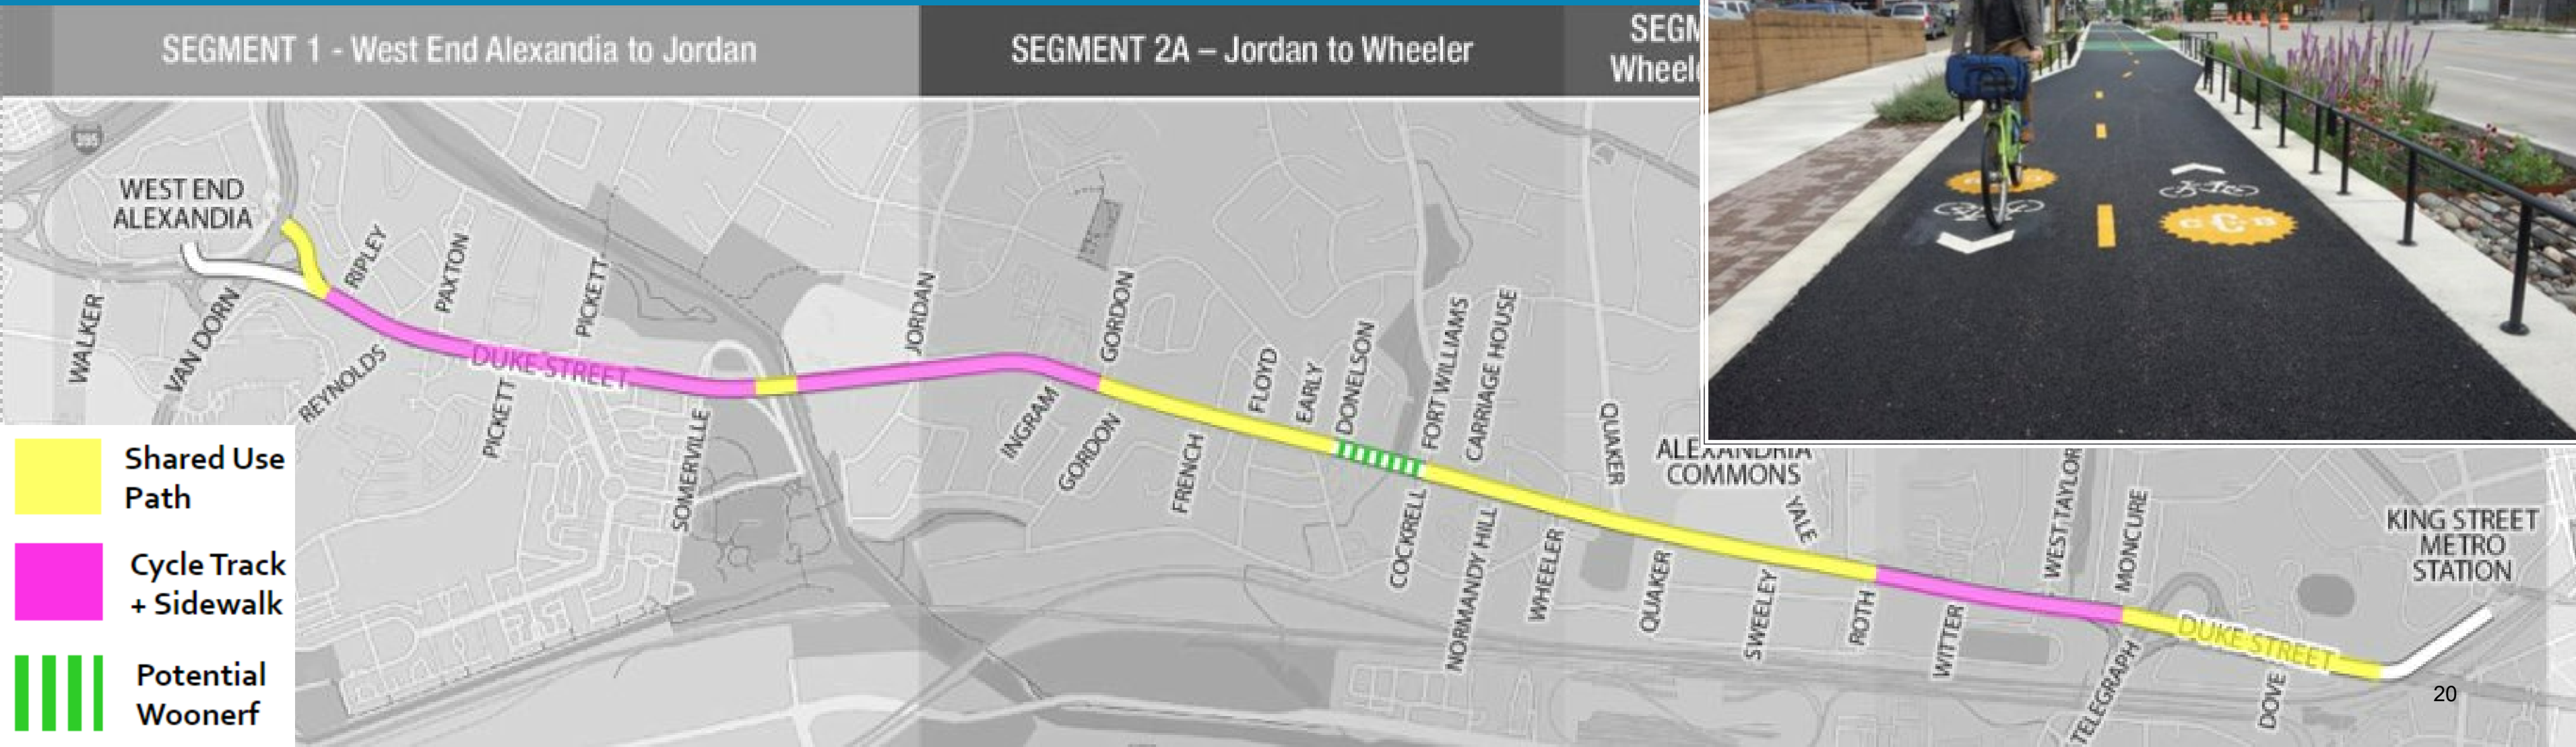 SEGMENT 1 - West End Alexandia to Jordan
SEGMENT 2A – Jordan to Wheeler
395
WEST END
ALEXANDIA
WALKER
VAN DORN
RIPLEY
REYNOLDS
PAXTON
PICKETT
PICKETT
DUKE STREET
SOMERVILLE
JORDAN
INGRAM
GORDON
GORDON
FRENCH
FLOYD
EARLY
DONELSON
COCKRELL
FORT WILLIAMS
NORMANDY HILL
CARRIAGE HOUSE
WHEELER
QUAKER
QUAKER
ALEXANDRIA
COMMONS
SWEELEY
YALE
ROTH
WITTER
WEST TAYLOR
TELEGRAPH
MONCURE
DUKE STREET
DOVE
KING STREET
METRO
STATION
Shared Use
Path
Cycle Track
+ Sidewalk
Potential
Woonerf
C C B
20